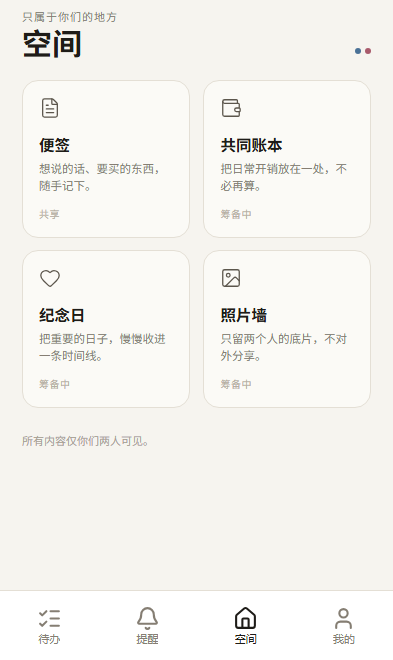 只属于你们的地方
空间
便签
想说的话、要买的东西，
随手记下。
共享
共同账本
把日常开销放在一处，不
必再算。
筹备中
纪念日
把重要的日子，慢慢收进
一条时间线。
筹备中
照片墙
只留两个人的底片，不对
外分享。
筹备中
所有内容仅你们两人可见。
待办
提醒
空间
我的